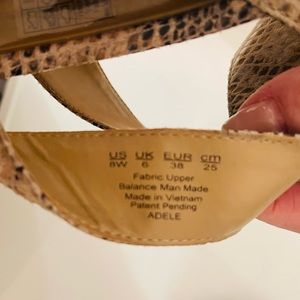 US UK EUR cm
8W 6 38 25
Fabric Upper
Balance Man Made
Made in Vietnam
Patent Pending
ADELE